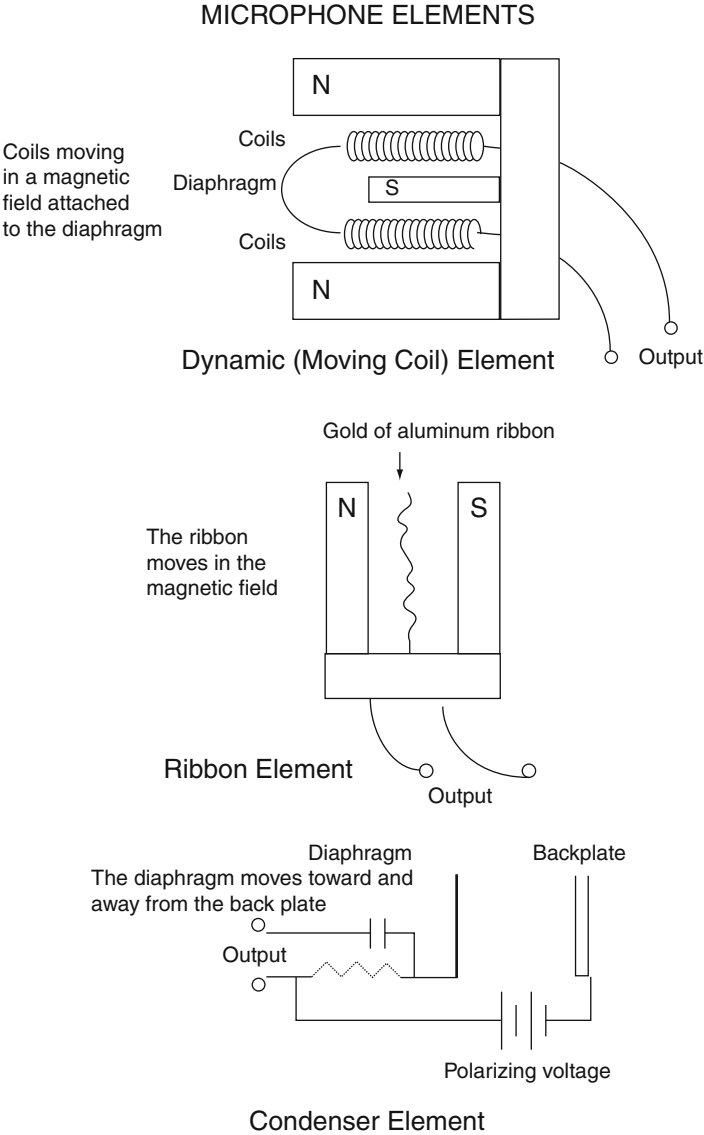 MICROPHONE ELEMENTS
N
Coils
Coils moving
in a magnetic
field attached
to the diaphragm
Diaphragm
S
Coils
N
Dynamic (Moving Coil) Element
Output
Gold of aluminum ribbon
N
S
The ribbon
moves in the
magnetic field
Ribbon Element
Output
Diaphragm
Backplate
The diaphragm moves toward and
away from the back plate
Output
Polarizing voltage
Condenser Element